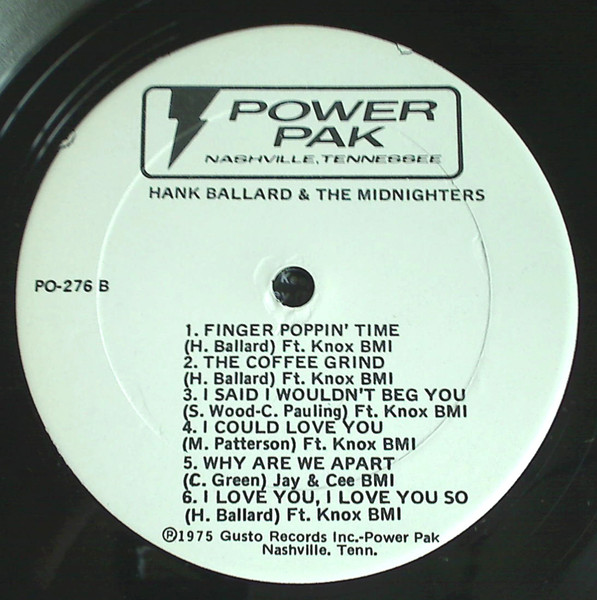 POWER
PAK
NASHVILLE, TENNESSEE
HANK BALLARD & THE MIDNIGHTERS
PO-276 B
1. FINGER POPPIN' TIME
(H. Ballard) Ft. Knox BMI
2. THE COFFEE GRIND
(H. Ballard) Ft. Knox BMI
3. I SAID I WOULDN'T BEG YOU
(S. Wood-C. Pauling) Ft. Knox BMI
4. I COULD LOVE YOU
(M. Patterson) Ft. Knox BMI
5. WHY ARE WE APART
(C. Green) Jay & Cee BMI
6. I LOVE YOU, I LOVE YOU SO
(H. Ballard) Ft. Knox BMI
℗1975 Gusto Records Inc.-Power Pak
Nashville. Tenn.